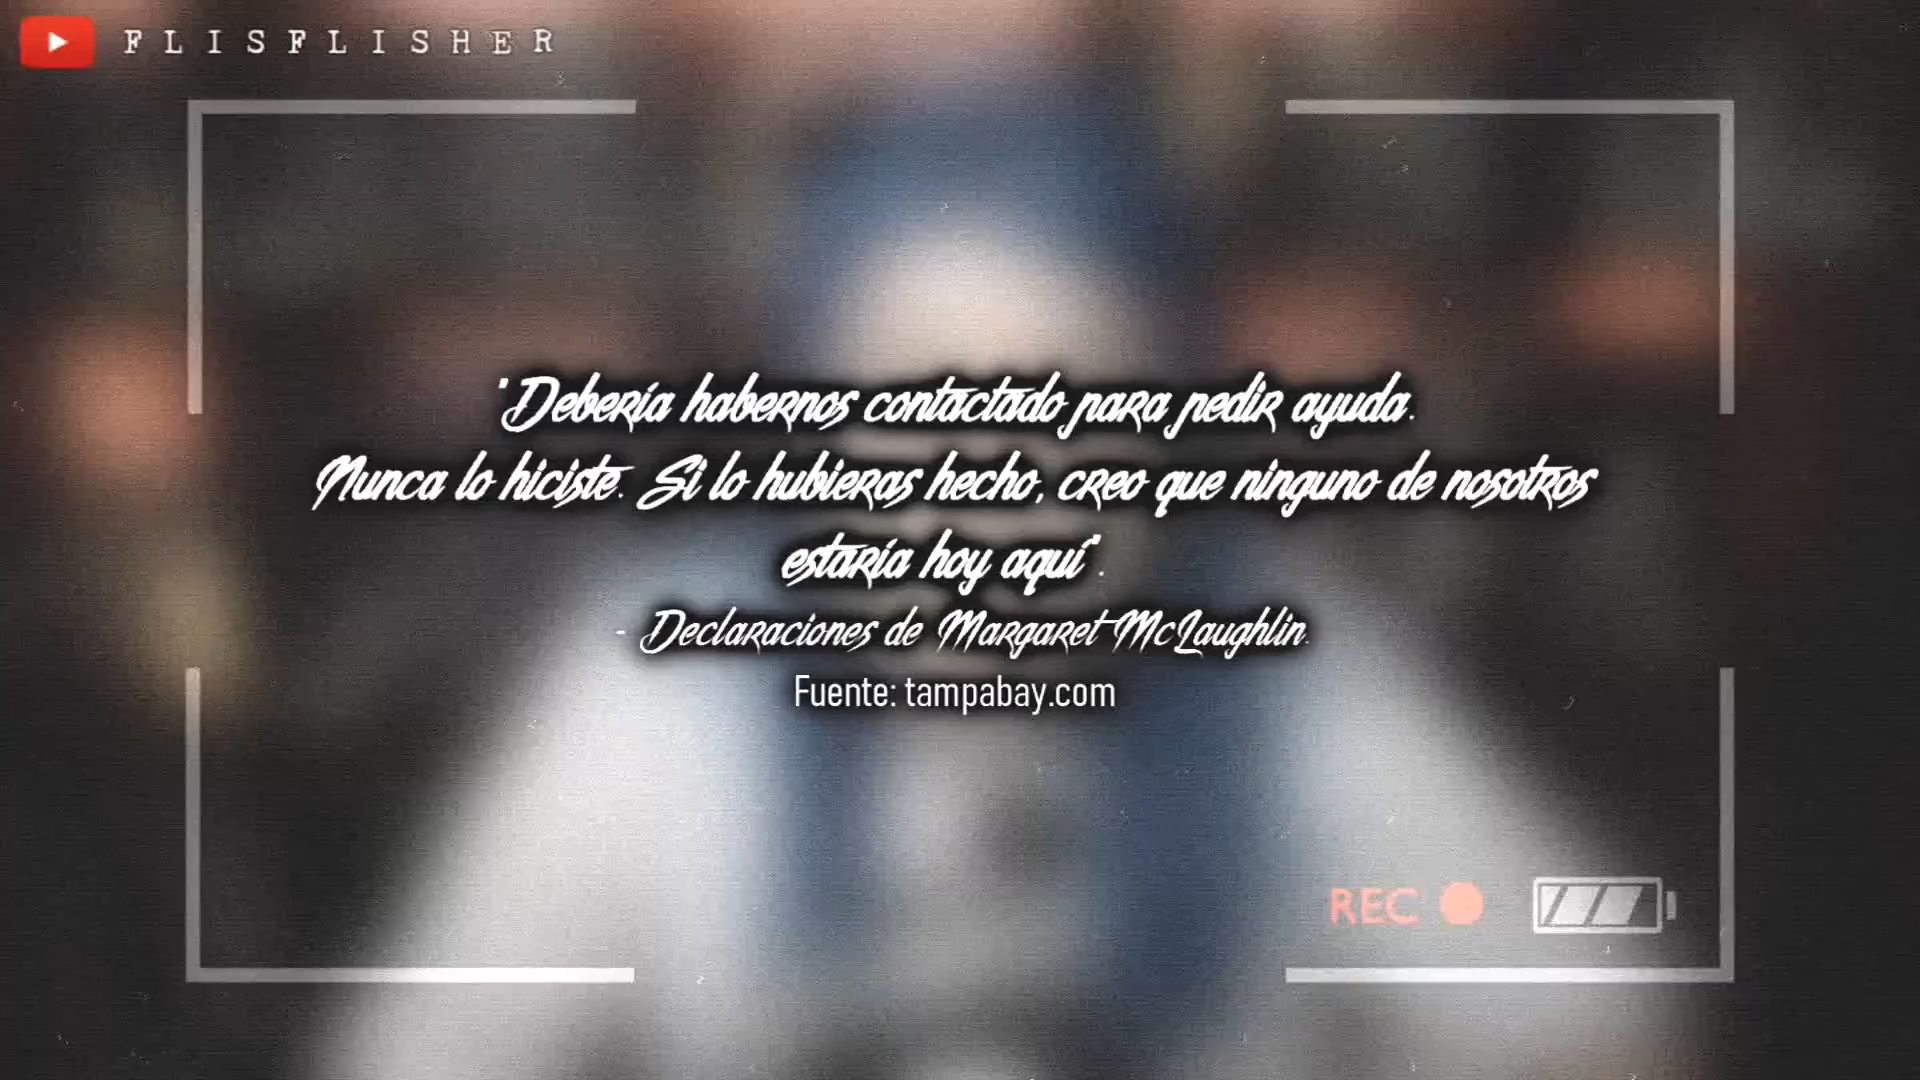 FLISFLISHER
"Debería habernos contactado para pedir ayuda.
Nunca lo hiciste. Si lo hubieras hecho, creo que ninguno de nosotros
estaría hoy aquí".
- Declaraciones de Margaret McLaughlin.
Fuente: tampabay.com
REC